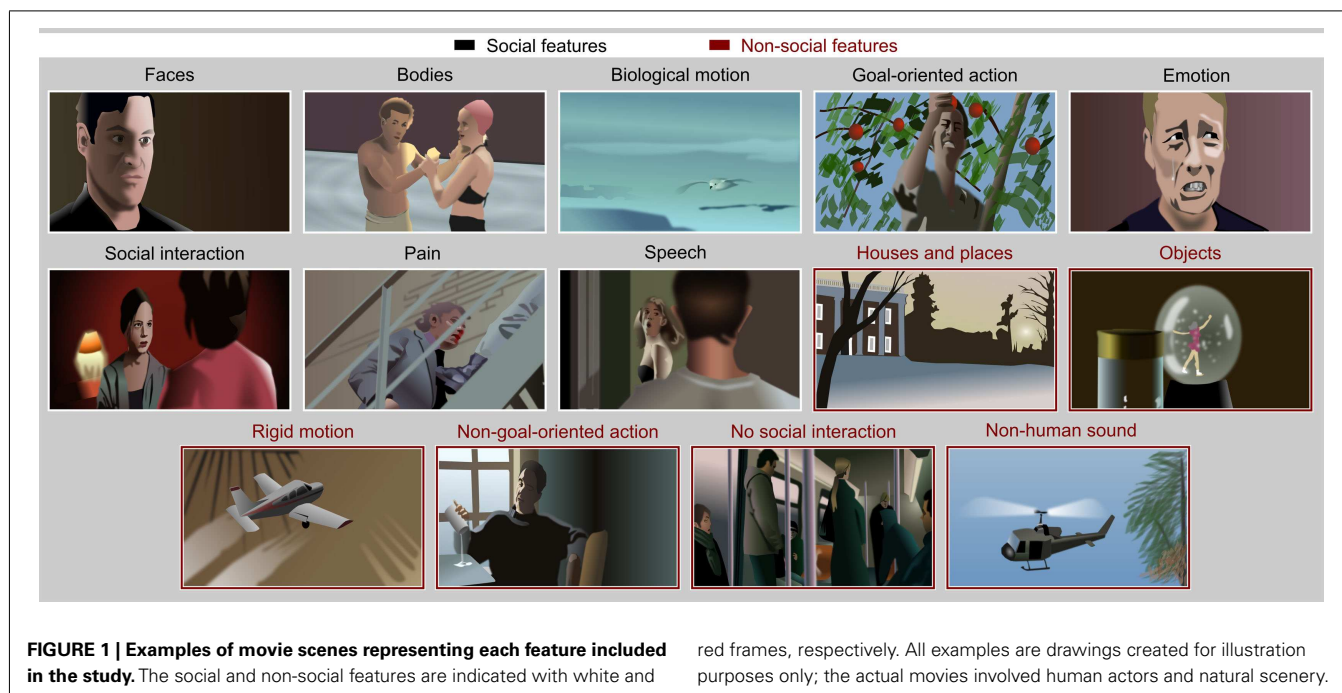 Social features Non-social features
Faces Bodies Biological motion Goal-oriented action Emotion
Social interaction Pain Speech Houses and places Objects
Rigid motion Non-goal-oriented action No social interaction Non-human sound
FIGURE 1 | Examples of movie scenes representing each feature included
in the study. The social and non-social features are indicated with white and
red frames, respectively. All examples are drawings created for illustration
purposes only; the actual movies involved human actors and natural scenery.